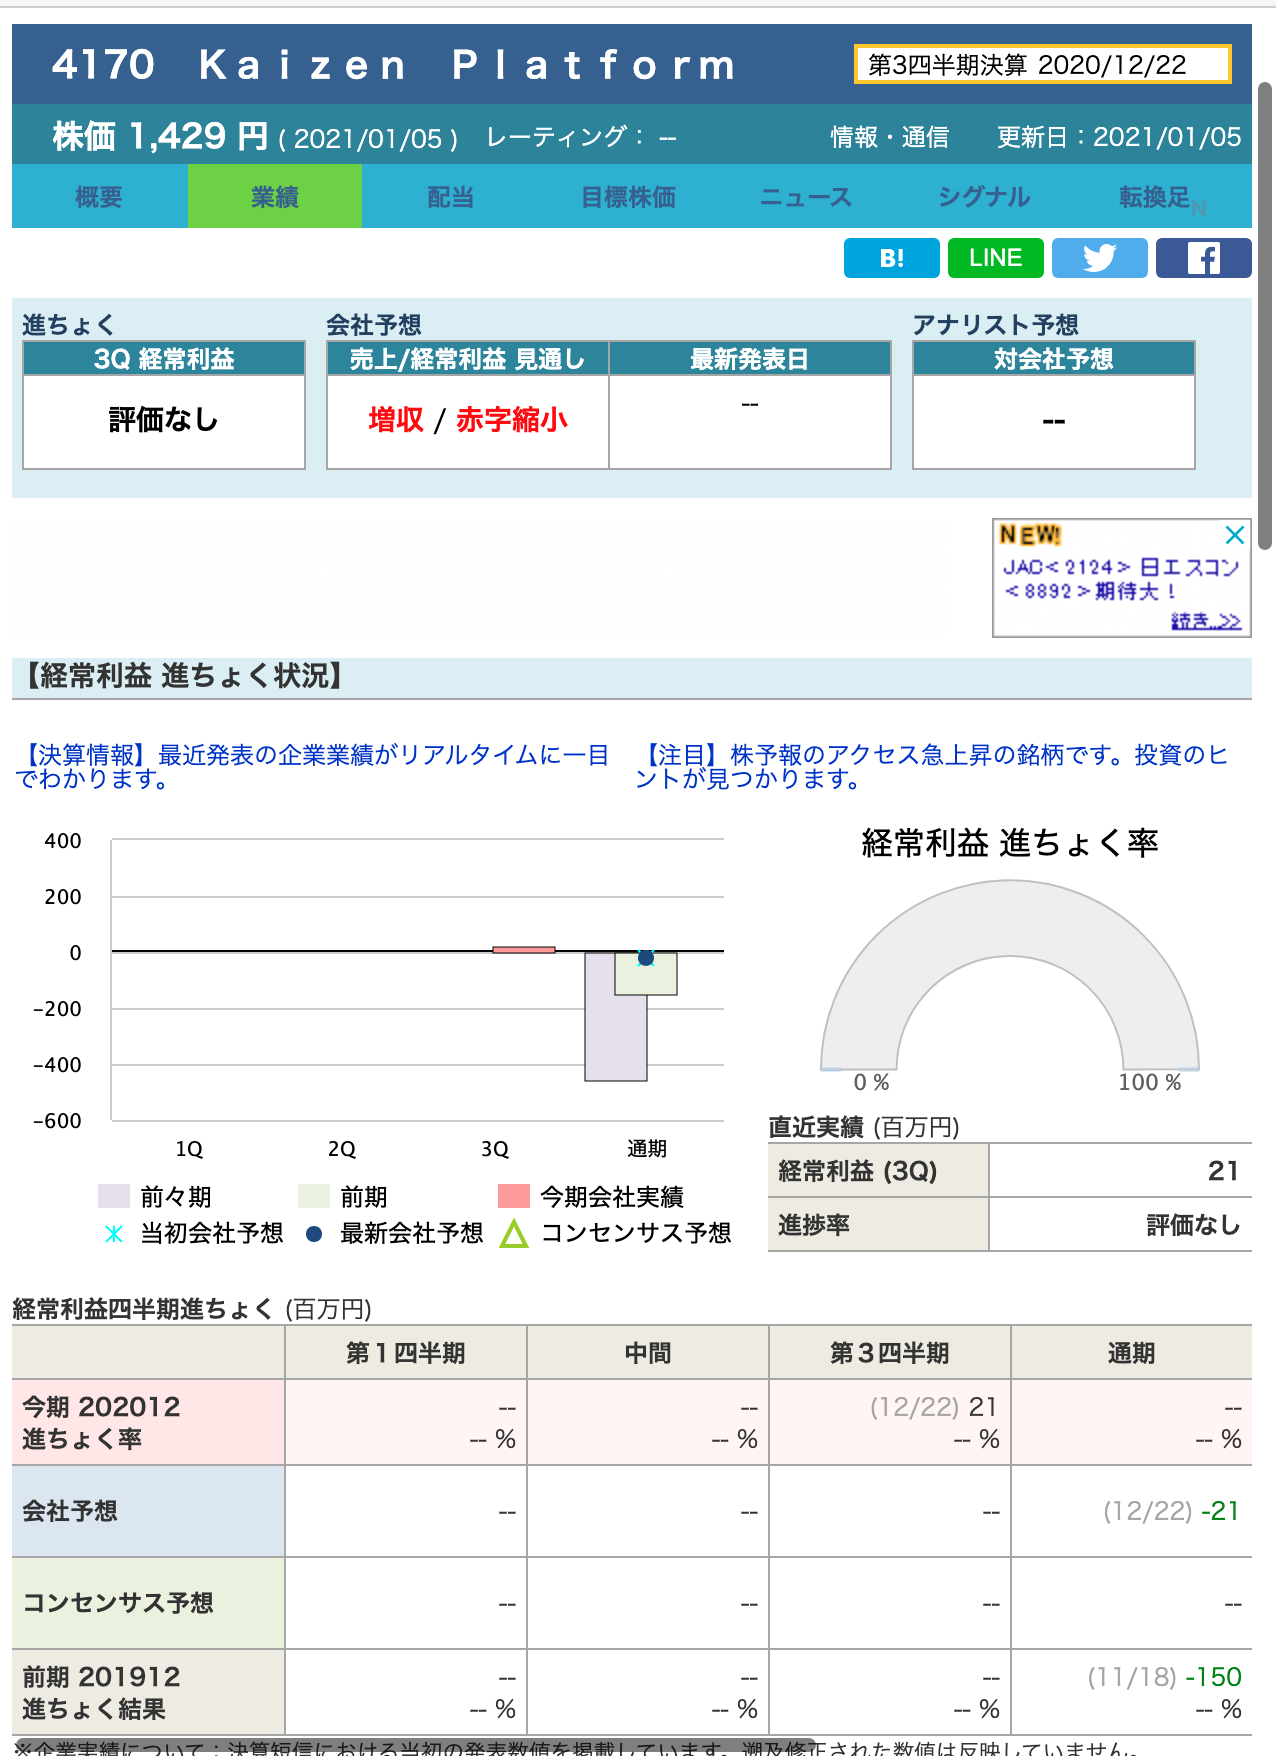 4170 Kaizen Platform
第3四半期決算 2020/12/22
株価 1,429 円 ( 2021/01/05 ) レーティング： -- 情報・通信 更新日：2021/01/05
概要 業績 配当 目標株価 ニュース シグナル 転換足 N
B! LINE
進ちょく 会社予想 アナリスト予想
3Q 経常利益 売上/経常利益 見通し 最新発表日 対会社予想
評価なし 増収 / 赤字縮小 -- --
NEW!
JAC<2124> 日エスコン
<8892>期待大！
続き..>>
【経常利益 進ちょく状況】
【決算情報】最近発表の企業業績がリアルタイムに一目
でわかります。
【注目】株予報のアクセス急上昇の銘柄です。投資のヒ
ントが見つかります。
400
200
0
-200
-400
-600
1Q 2Q 3Q 通期
前々期 前期 今期会社実績
当初会社予想 最新会社予想 コンセンサス予想
経常利益 進ちょく率
0 % 100 %
直近実績 (百万円)
経常利益 (3Q) 21
進捗率 評価なし
経常利益四半期進ちょく (百万円)
第１四半期 中間 第３四半期 通期
今期 202012 -- -- (12/22) 21 --
進ちょく率 -- % -- % -- % -- %
会社予想 -- -- -- (12/22) -21
コンセンサス予想 -- -- -- --
前期 201912 -- -- -- (11/18) -150
進ちょく結果 -- % -- % -- % -- %
※企業実績について：決算短信における当初の発表数値を掲載しています。遡及修正された数値は反映していません。